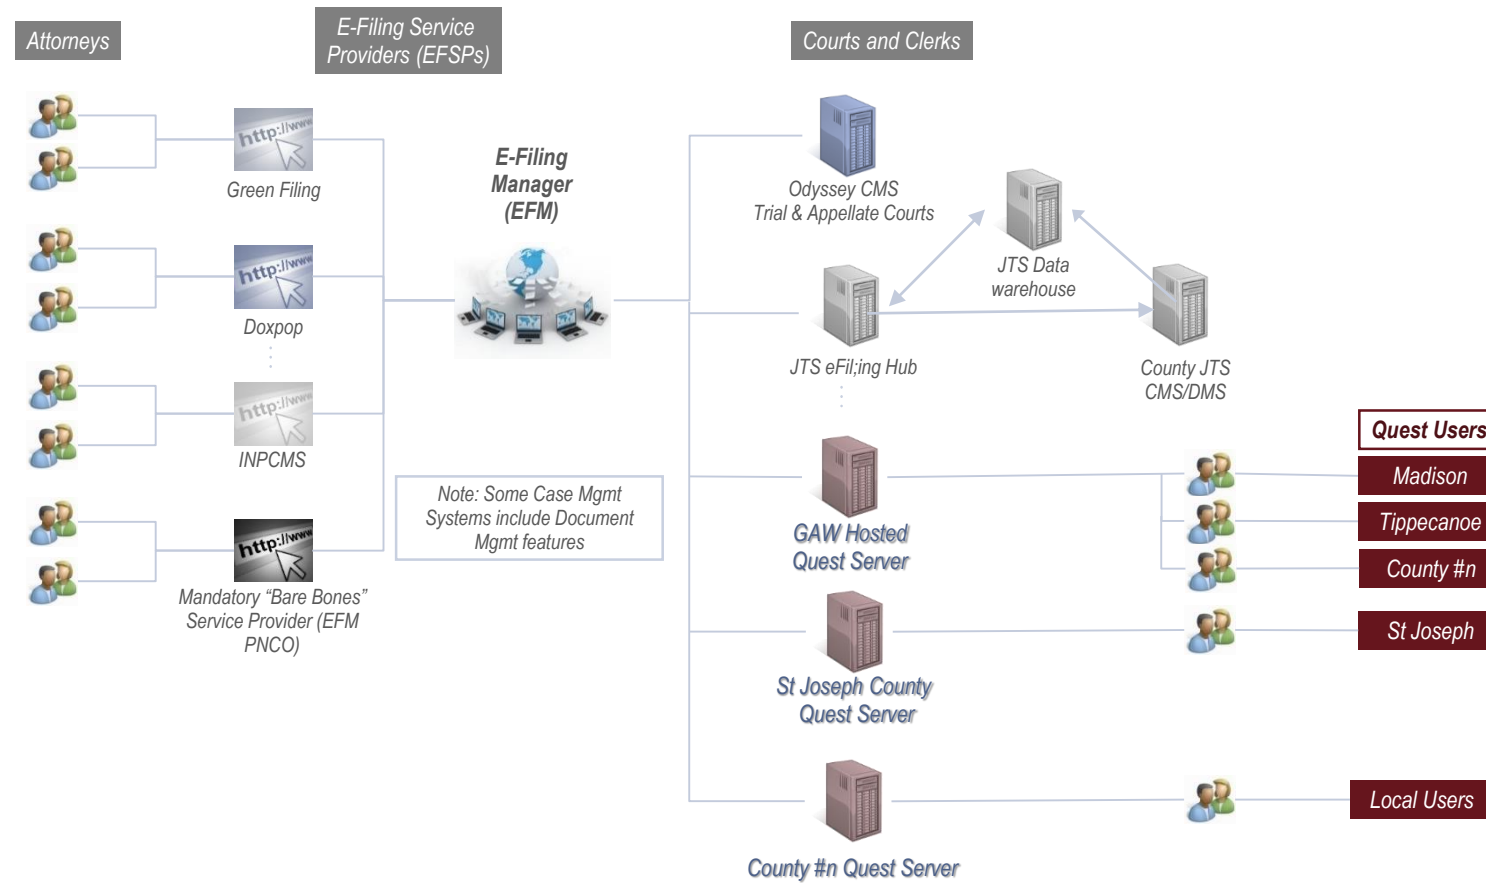 Attorneys
E-Filing Service
Providers (EFSPs)
Courts and Clerks
http://www
Green Filing
http://www
Doxpop
http://www
INPCMS
http://www
Mandatory “Bare Bones”
Service Provider (EFM
PNCO)
E-Filing
Manager
(EFM)
Note: Some Case Mgmt
Systems include Document
Mgmt features
Odyssey CMS
Trial & Appellate Courts
JTS Data
warehouse
JTS eFil;ing Hub
County JTS
CMS/DMS
GAW Hosted
Quest Server
St Joseph County
Quest Server
County #n Quest Server
Quest Users
Madison
Tippecanoe
County #n
St Joseph
Local Users